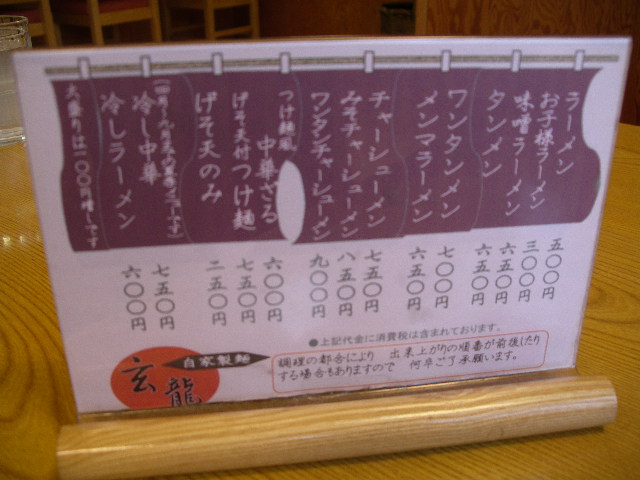 ラーメン
お子様ラーメン
味噌ラーメン
タンメン
ワンタンメン
メンマラーメン
チャーシューメン
みそチャーシューメン
ワンタンチャーシューメン
つけ麺風
中華ざる
げそ天付つけ麺
げそ天のみ
冷し中華
冷しラーメン
大盛りは一〇〇円増しです
五〇〇円
三〇〇円
六五〇円
六五〇円
七〇〇円
六五〇円
七五〇円
八五〇円
九〇〇円
六〇〇円
七五〇円
二五〇円
七五〇円
六〇〇円
●上記代金に消費税は含まれております。
調理の都合により 出来上がりの順番が前後したり
する場合もありますので 何卒ご了承願います。
自家製麺
玄龍